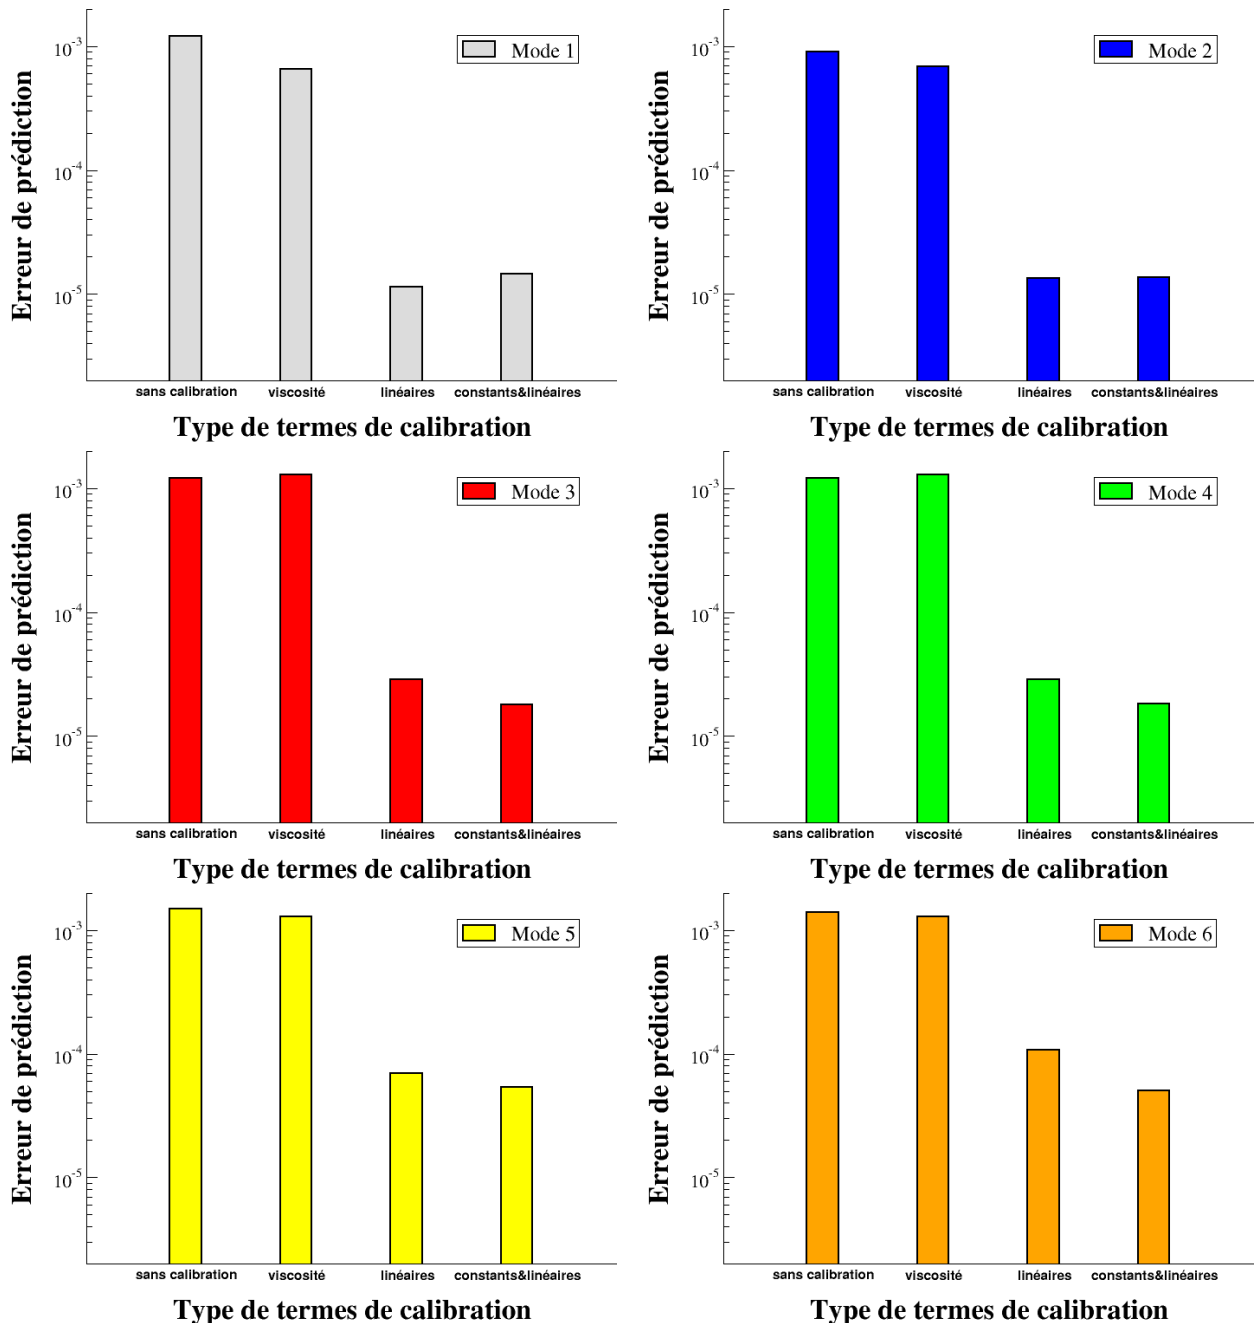 Mode 1
Erreur de prédiction
10-3
10-4
10-5
sans calibration viscosité linéaires constants&linéaires
Type de termes de calibration
Mode 2
Erreur de prédiction
10-3
10-4
10-5
sans calibration viscosité linéaires constants&linéaires
Type de termes de calibration
Mode 3
Erreur de prédiction
10-3
10-4
10-5
sans calibration viscosité linéaires constants&linéaires
Type de termes de calibration
Mode 4
Erreur de prédiction
10-3
10-4
10-5
sans calibration viscosité linéaires constants&linéaires
Type de termes de calibration
Mode 5
Erreur de prédiction
10-3
10-4
10-5
sans calibration viscosité linéaires constants&linéaires
Type de termes de calibration
Mode 6
Erreur de prédiction
10-3
10-4
10-5
sans calibration viscosité linéaires constants&linéaires
Type de termes de calibration